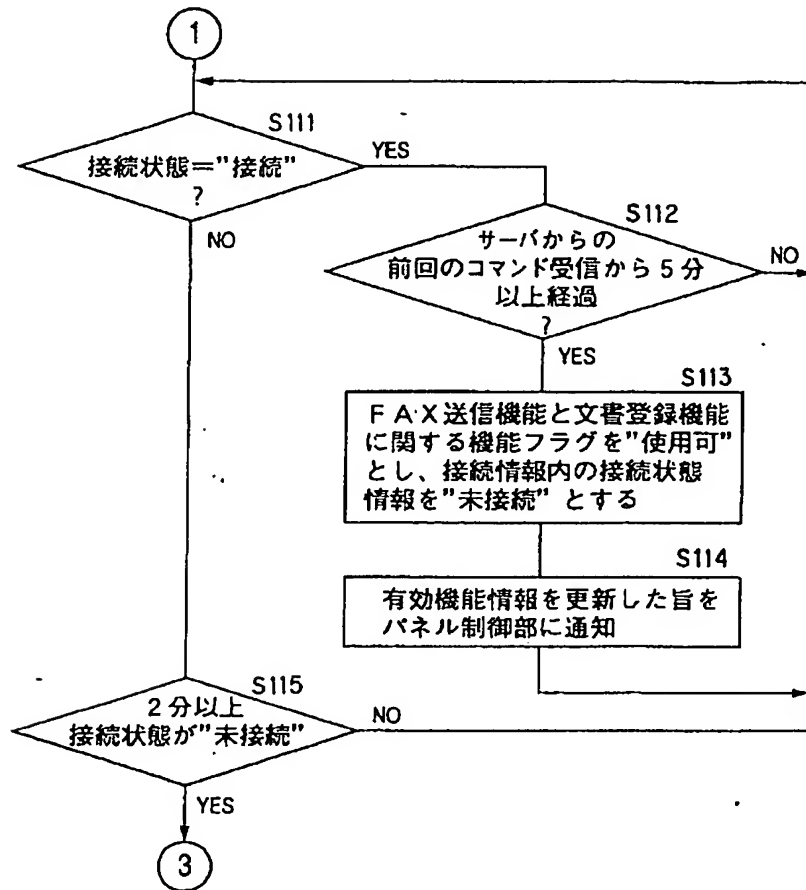 1
S111
接続状態="接続"
?
YES
NO
S112
サーバからの
前回のコマンド受信から5分
以上経過
?
NO
YES
S113
FAX送信機能と文書登録機能
に関する機能フラグを"使用可"
とし、接続情報内の接続状態
情報を"未接続"とする
S114
有効機能情報を更新した旨を
パネル制御部に通知
S115
2分以上
接続状態が"未接続"
NO
YES
3